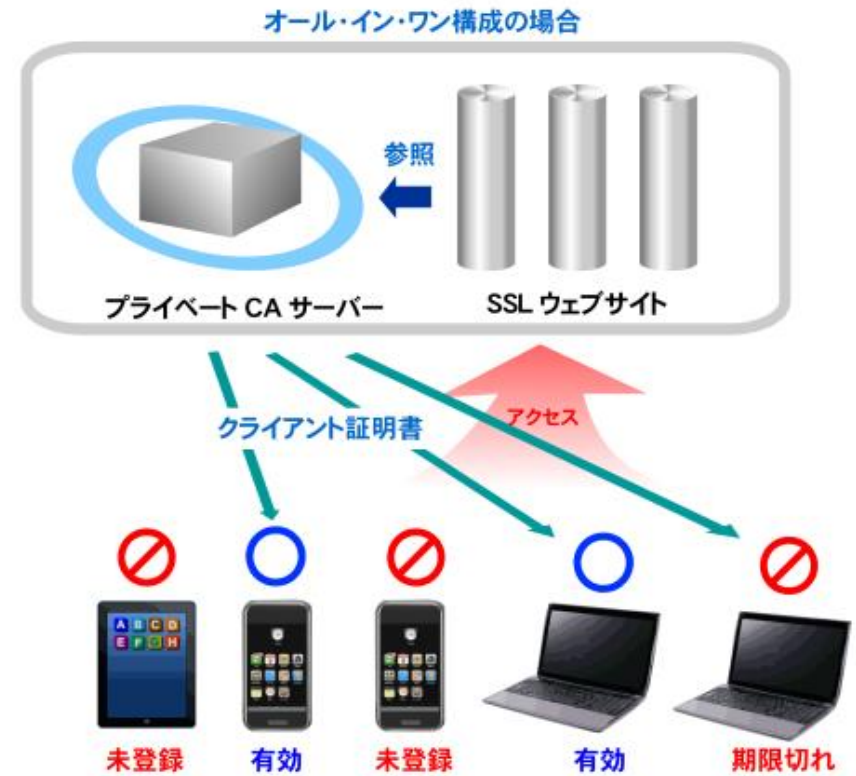 オール・イン・ワン構成の場合
参照
プライベート CA サーバー
SSL ウェブサイト
クライアント証明書
アクセス
A B C D
E F G H
未登録
有効
未登録
有効
期限切れ